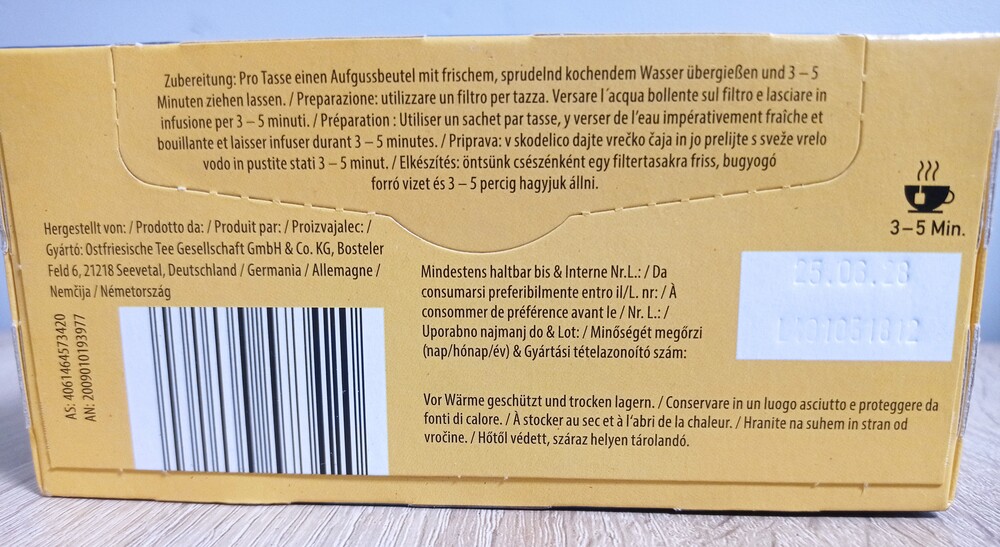 Zubereitung: Pro Tasse einen Aufgussbeutel mit frischem, sprudelnd kochendem Wasser übergießen und 3 – 5
Minuten ziehen lassen. / Preparazione: utilizzare un filtro per tazza. Versare l´acqua bollente sul filtro e lasciare in
infusione per 3 – 5 minuti. / Préparation : Utiliser un sachet par tasse, y verser de l'eau impérativement fraîche et
bouillante et laisser infuser durant 3 – 5 minutes. / Priprava: v skodelico dajte vrečko čaja in jo prelijte s sveže vrelo
vodo in pustite stati 3 – 5 minut. / Elkészítés: öntsünk csészénként egy filtertasakra friss, bugyogó
forró vizet és 3 – 5 percig hagyjuk állni.
3–5 Min.
Hergestellt von: / Prodotto da: / Produit par: / Proizvajalec: /
Gyártó: Ostfriesische Tee Gesellschaft GmbH & Co. KG, Bosteler
Feld 6, 21218 Seevetal, Deutschland / Germania / Allemagne /
Nemčija / Németország
AS: 4061464573420
AN: 2009010193977
Mindestens haltbar bis & Interne Nr.L.: / Da
consumarsi preferibilmente entro il/L. nr: / À
consommer de préférence avant le / Nr. L.: /
Uporabno najmanj do & Lot: / Minőségét megőrzi
(nap/hónap/év) & Gyártási tételazonoító szám:
Vor Wärme geschützt und trocken lagern. / Conservare in un luogo asciutto e proteggere da
fonti di calore. / À stocker au sec et à l'abri de la chaleur. / Hranite na suhem in stran od
vročine. / Hőtől védett, száraz helyen tárolandó.